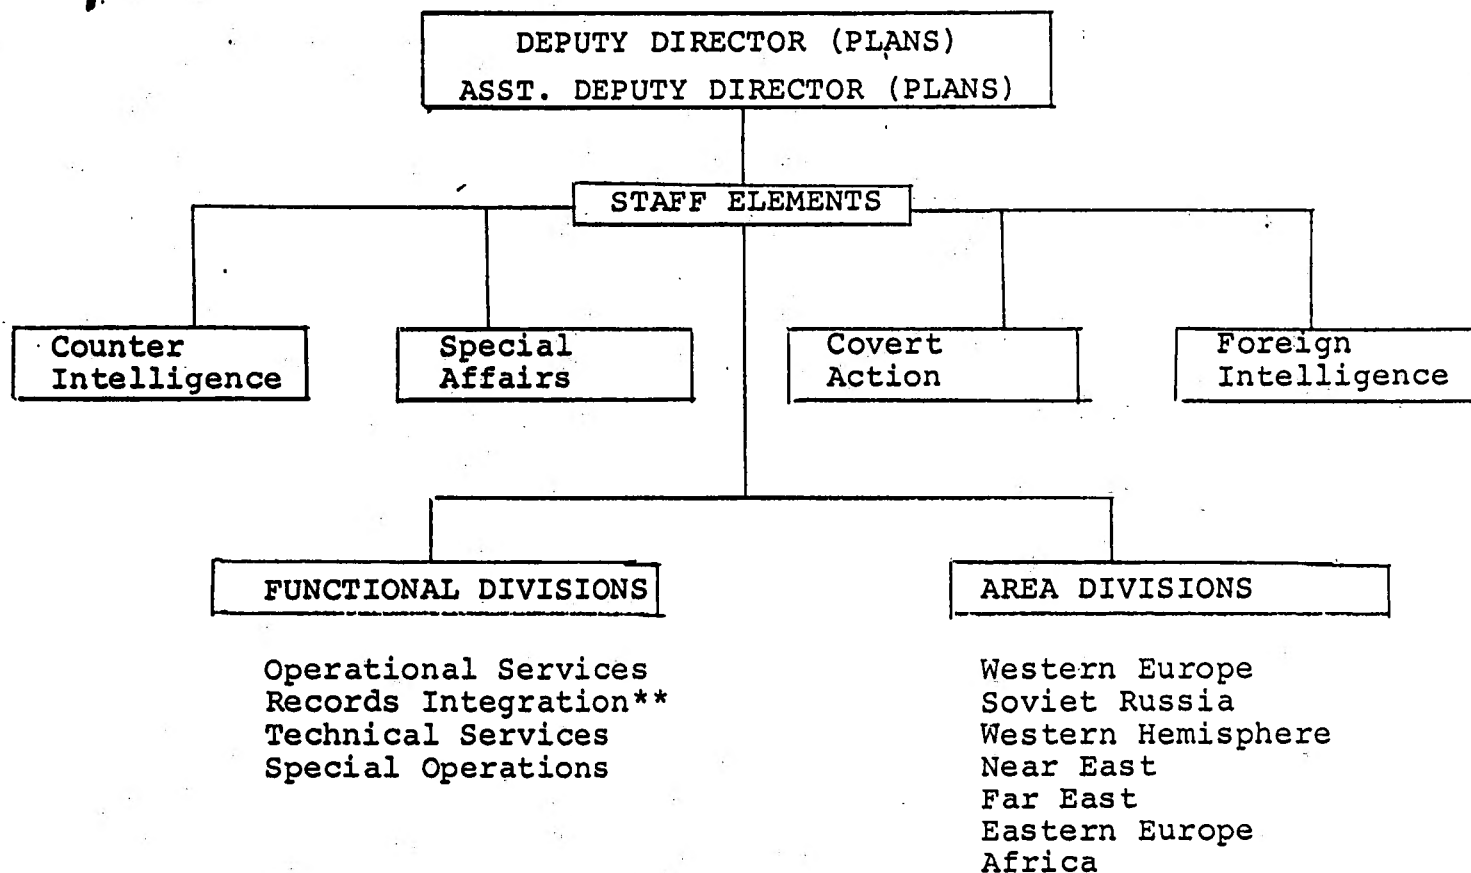 DEPUTY DIRECTOR (PLANS)
ASST. DEPUTY DIRECTOR (PLANS)
STAFF ELEMENTS
Counter
Intelligence
Special
Affairs
Covert
Action
Foreign
Intelligence
FUNCTIONAL DIVISIONS
Operational Services
Records Integration**
Technical Services
Special Operations
AREA DIVISIONS
Western Europe
Soviet Russia
Western Hemisphere
Near East
Far East
Eastern Europe
Africa